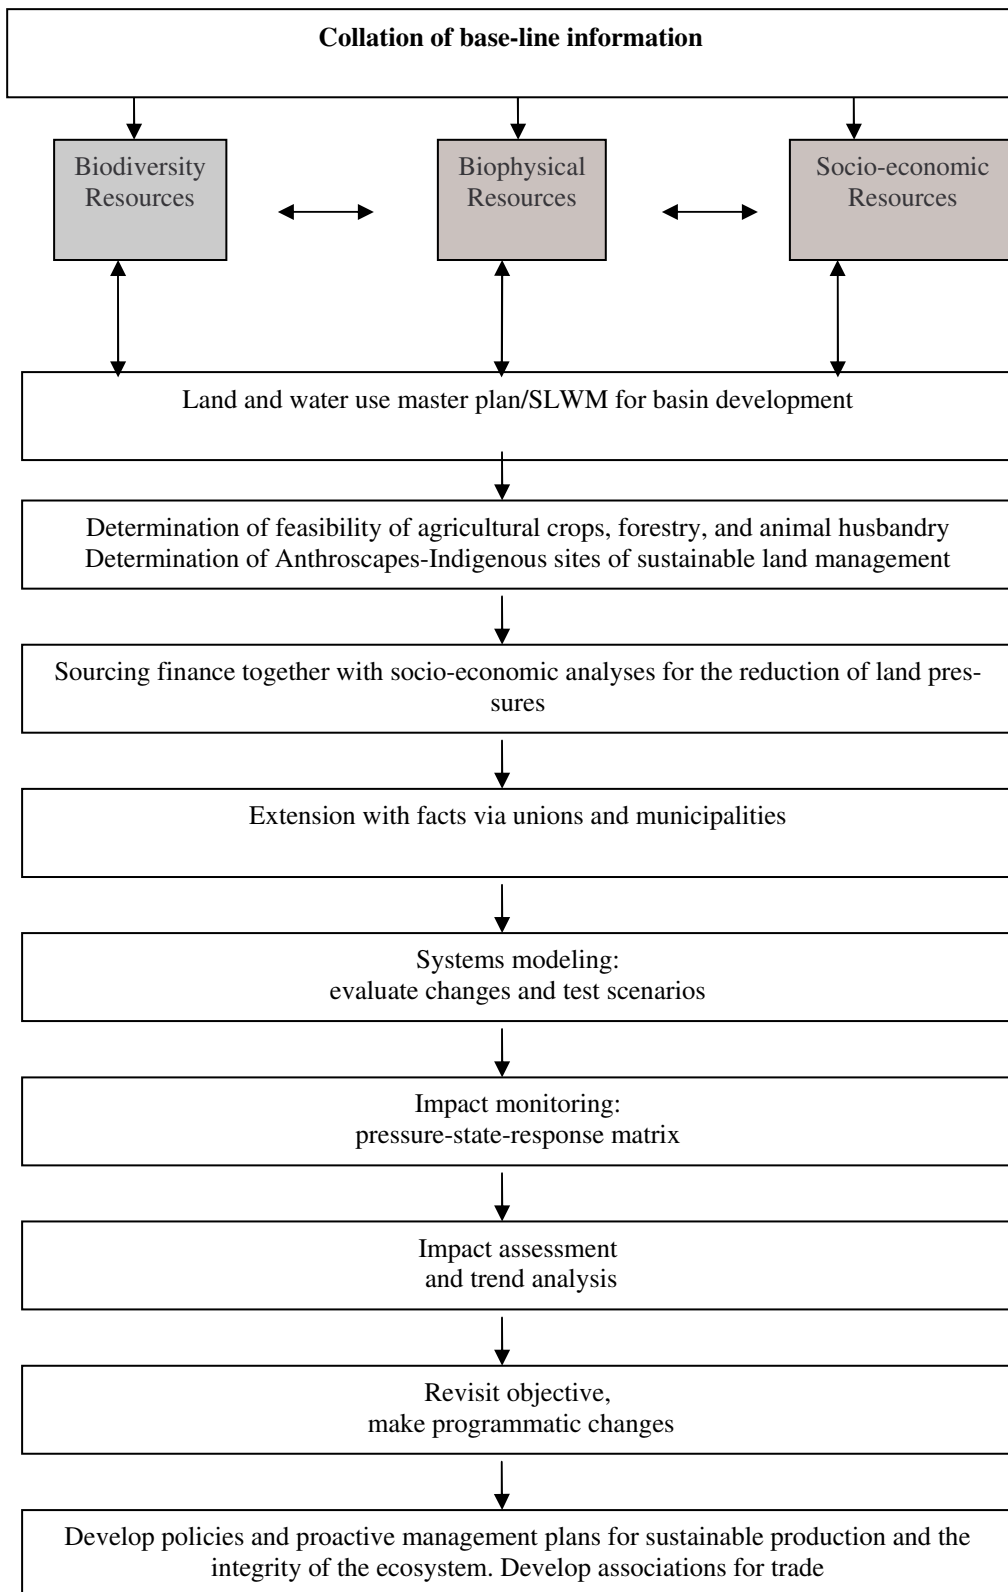 Collation of base-line information
Biodiversity
Resources
Biophysical
Resources
Socio-economic
Resources
Land and water use master plan/SLWM for basin development
Determination of feasibility of agricultural crops, forestry, and animal husbandry
Determination of Anthroscapes-Indigenous sites of sustainable land management
Sourcing finance together with socio-economic analyses for the reduction of land pres-
sures
Extension with facts via unions and municipalities
Systems modeling:
evaluate changes and test scenarios
Impact monitoring:
pressure-state-response matrix
Impact assessment
and trend analysis
Revisit objective,
make programmatic changes
Develop policies and proactive management plans for sustainable production and the
integrity of the ecosystem. Develop associations for trade